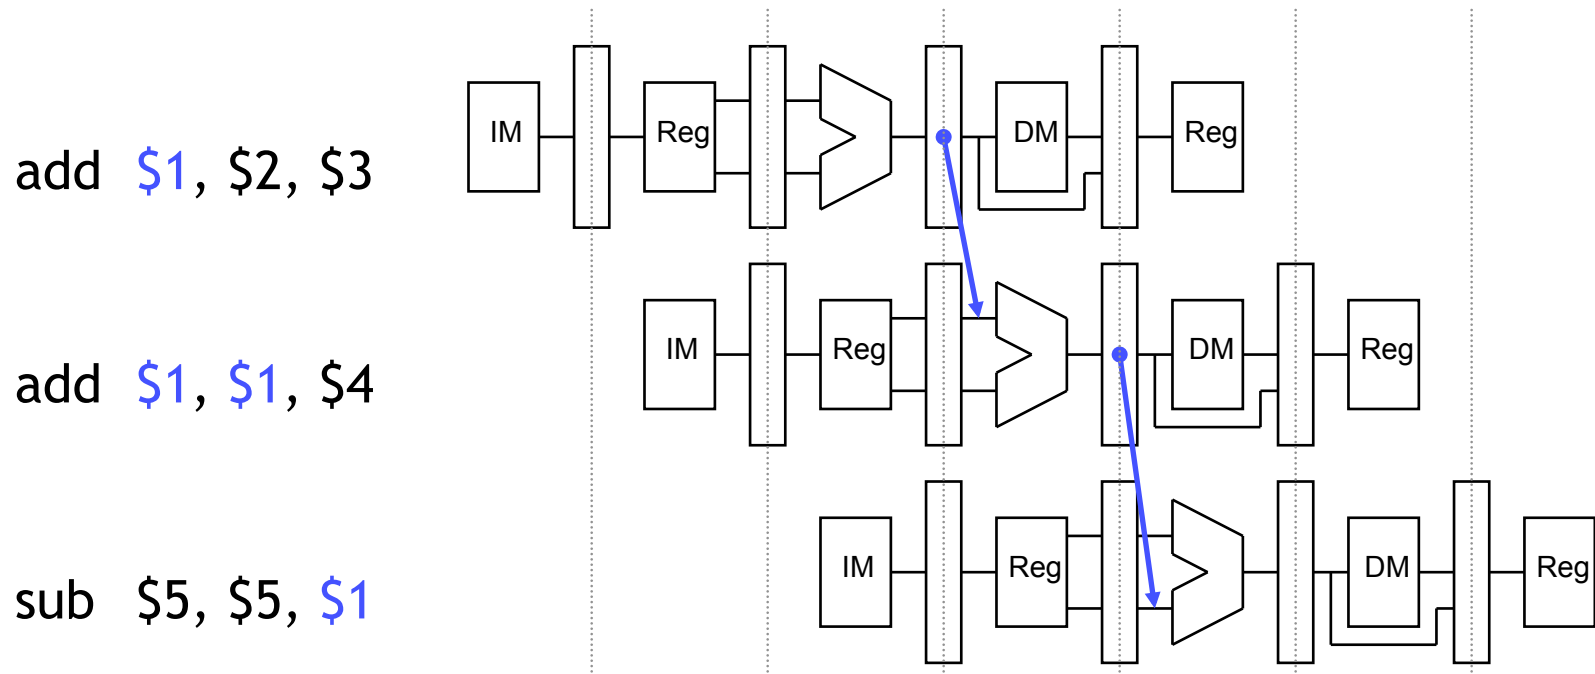 IM Reg DM Reg
add $1, $2, $3
IM Reg DM Reg
add $1, $1, $4
IM Reg DM Reg
sub $5, $5, $1